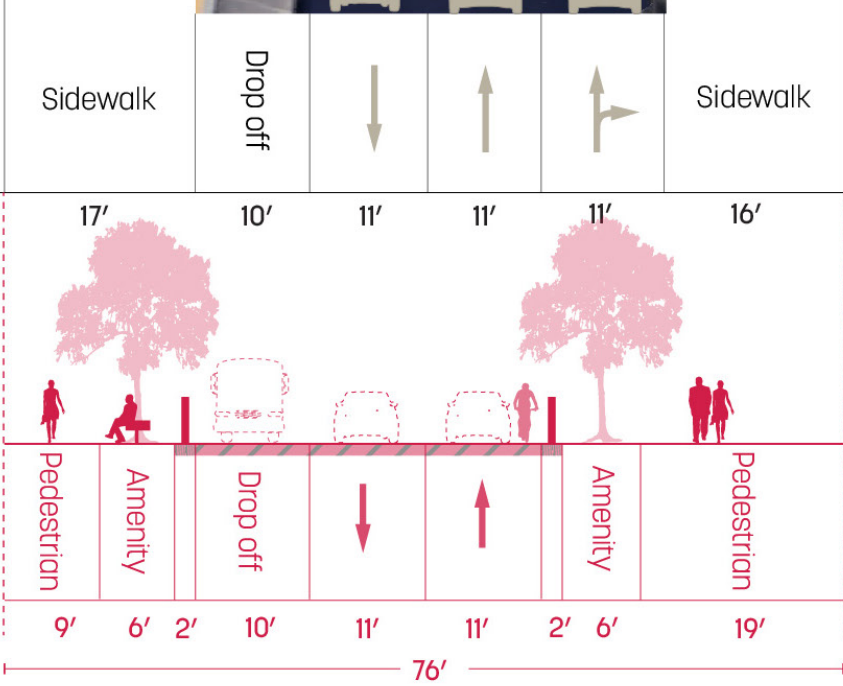 Sidewalk
Drop off
Sidewalk
17′ 10′ 11′ 11′ 11′ 16′
Pedestrian
Amenity
Drop off
Amenity
Pedestrian
9′ 6′ 2′ 10′ 11′ 11′ 2′ 6′ 19′
76′